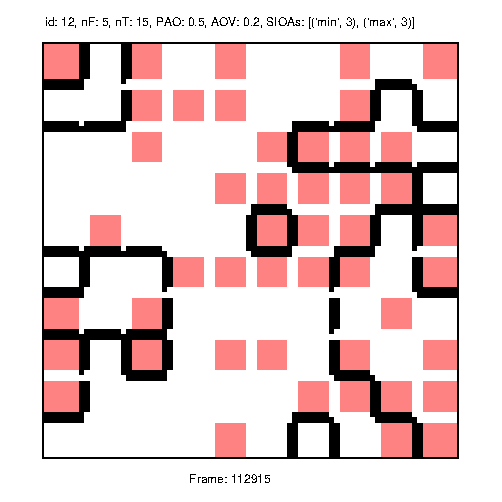 id: 12, nF: 5, nT: 15, PAO: 0.5, AOV: 0.2, SIOAs: [('min', 3), ('max', 3)]
Frame: 112915